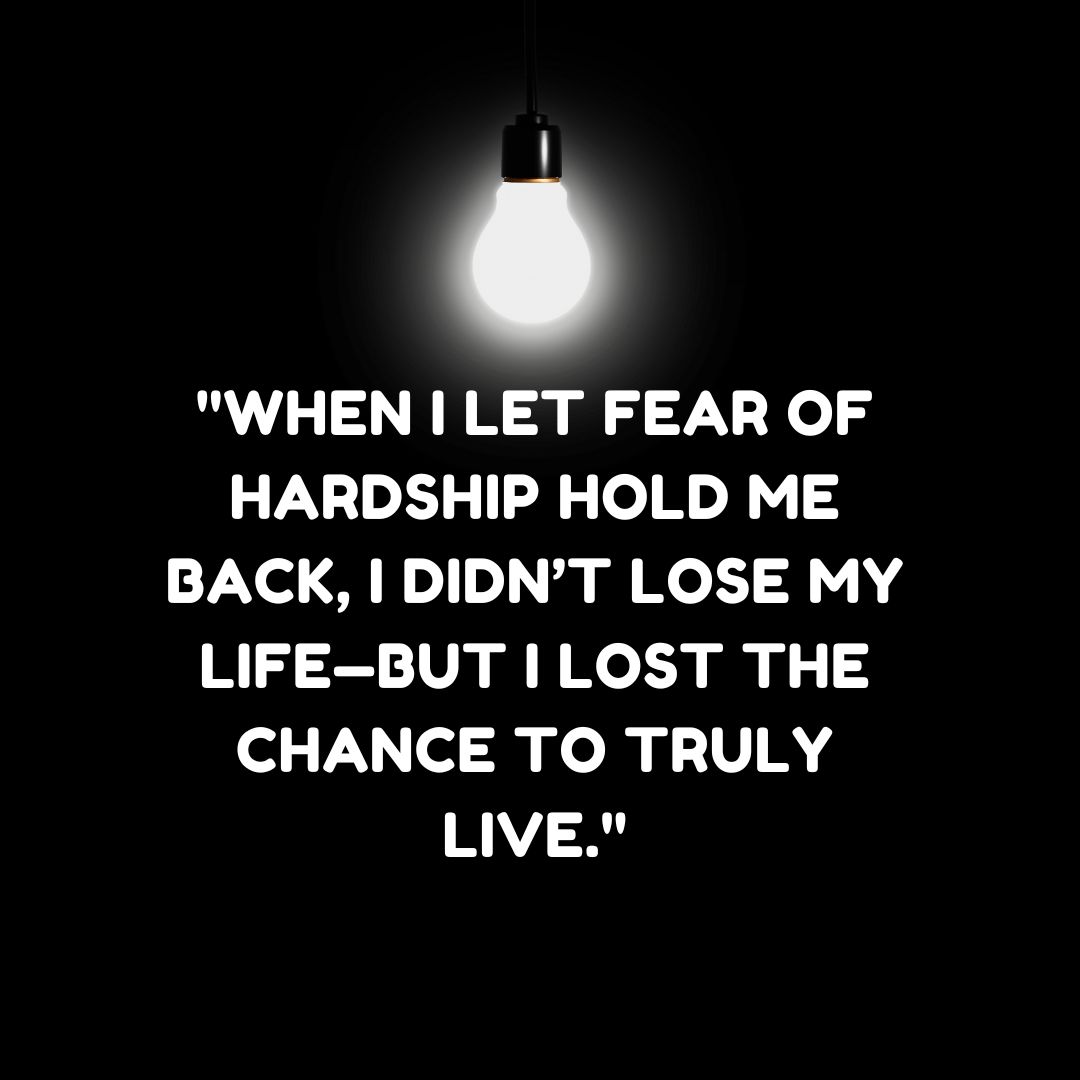 "WHEN I LET FEAR OF
HARDSHIP HOLD ME
BACK, I DIDN’T LOSE MY
LIFE—BUT I LOST THE
CHANCE TO TRULY
LIVE."